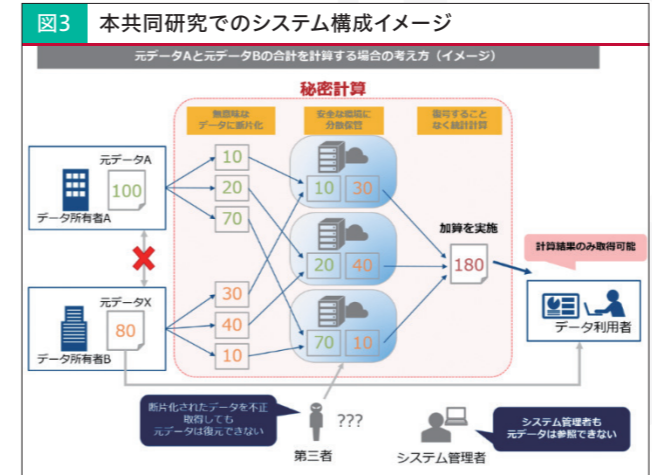 図3 本共同研究でのシステム構成イメージ
元データAと元データBの合計を計算する場合の考え方（イメージ）
秘密計算
無意味な
データに断片化
安全な環境に
分散保管
復号すること
なく統計計算
元データA
100
データ所有者A
10
20
70
10 30
20 40
70 10
加算を実施
180
計算結果のみ取得可能
データ利用者
元データX
80
データ所有者B
30
40
10
断片化されたデータを不正
取得しても
元データは復元できない
???
第三者
システム管理者
システム管理者も
元データは参照できない